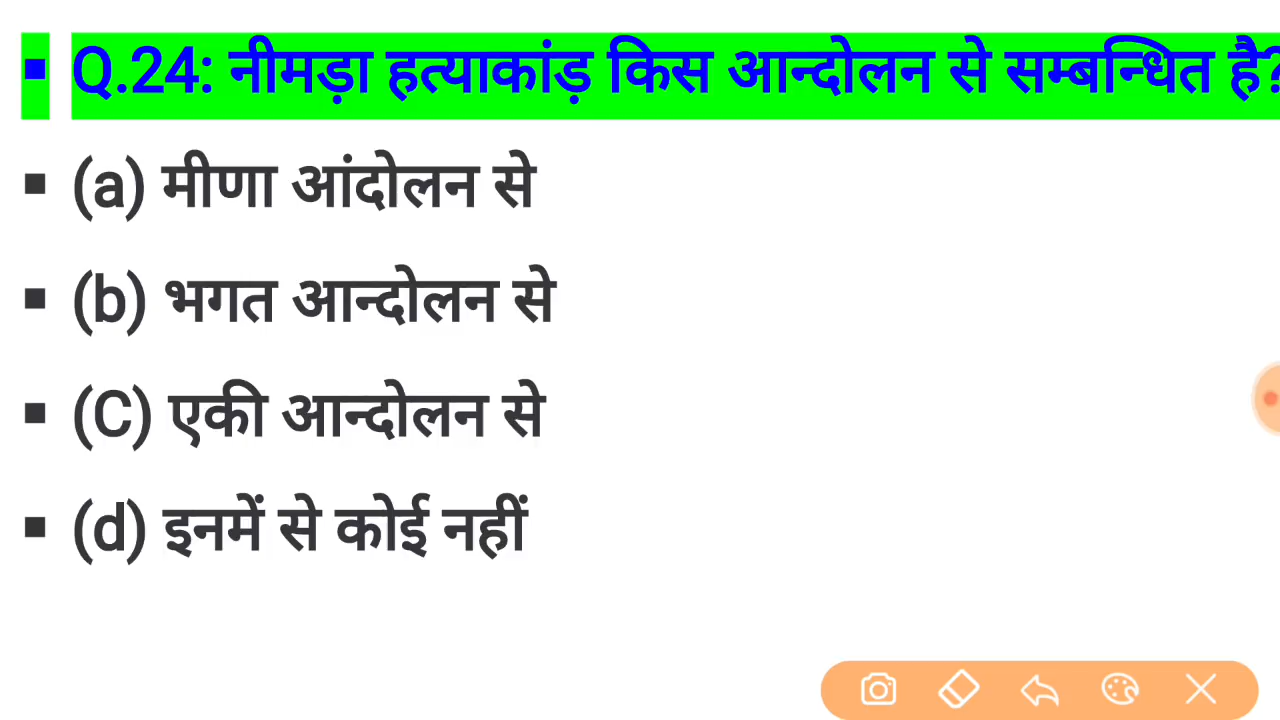 ▪ Q.24: नीमड़ा हत्याकांड़ किस आन्दोलन से सम्बन्धित है?
▪ (a) मीणा आंदोलन से
▪ (b) भगत आन्दोलन से
▪ (C) एकी आन्दोलन से
▪ (d) इनमें से कोई नहीं